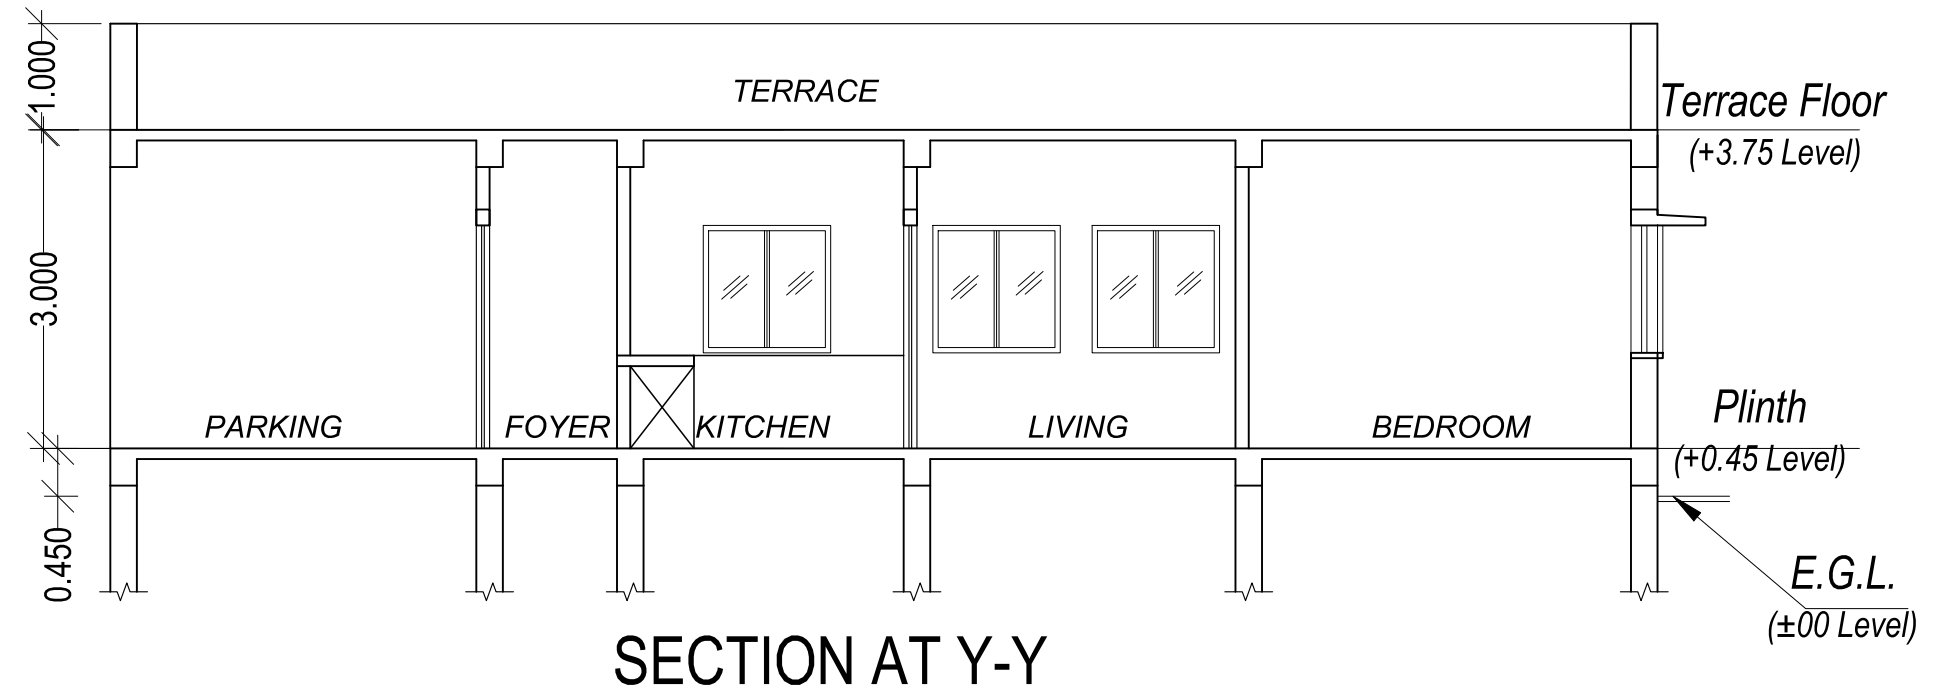 1.000
TERRACE
Terrace Floor
(+3.75 Level)
3.000
PARKING
FOYER
KITCHEN
LIVING
BEDROOM
Plinth
(+0.45 Level)
0.450
E.G.L.
(±00 Level)
SECTION AT Y-Y